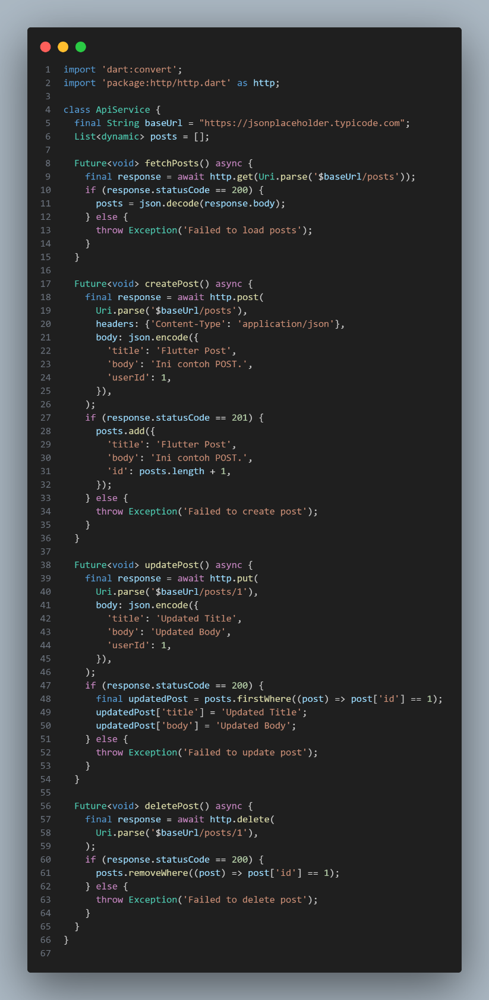 1 import 'dart:convert';
2 import 'package:http/http.dart' as http;
3
4 class ApiService {
5   final String baseUrl = "https://jsonplaceholder.typicode.com";
6   List<dynamic> posts = [];
7
8   Future<void> fetchPosts() async {
9     final response = await http.get(Uri.parse('$baseUrl/posts'));
10     if (response.statusCode == 200) {
11       posts = json.decode(response.body);
12     } else {
13       throw Exception('Failed to load posts');
14     }
15   }
16
17   Future<void> createPost() async {
18     final response = await http.post(
19       Uri.parse('$baseUrl/posts'),
20       headers: {'Content-Type': 'application/json'},
21       body: json.encode({
22         'title': 'Flutter Post',
23         'body': 'Ini contoh POST.',
24         'userId': 1,
25       }),
26     );
27     if (response.statusCode == 201) {
28       posts.add({
29         'title': 'Flutter Post',
30         'body': 'Ini contoh POST.',
31         'id': posts.length + 1,
32       });
33     } else {
34       throw Exception('Failed to create post');
35     }
36   }
37
38   Future<void> updatePost() async {
39     final response = await http.put(
40       Uri.parse('$baseUrl/posts/1'),
41       body: json.encode({
42         'title': 'Updated Title',
43         'body': 'Updated Body',
44         'userId': 1,
45       }),
46     );
47     if (response.statusCode == 200) {
48       final updatedPost = posts.firstWhere((post) => post['id'] == 1);
49       updatedPost['title'] = 'Updated Title';
50       updatedPost['body'] = 'Updated Body';
51     } else {
52       throw Exception('Failed to update post');
53     }
54   }
55
56   Future<void> deletePost() async {
57     final response = await http.delete(
58       Uri.parse('$baseUrl/posts/1'),
59     );
60     if (response.statusCode == 200) {
61       posts.removeWhere((post) => post['id'] == 1);
62     } else {
63       throw Exception('Failed to delete post');
64     }
65   }
66 }
67